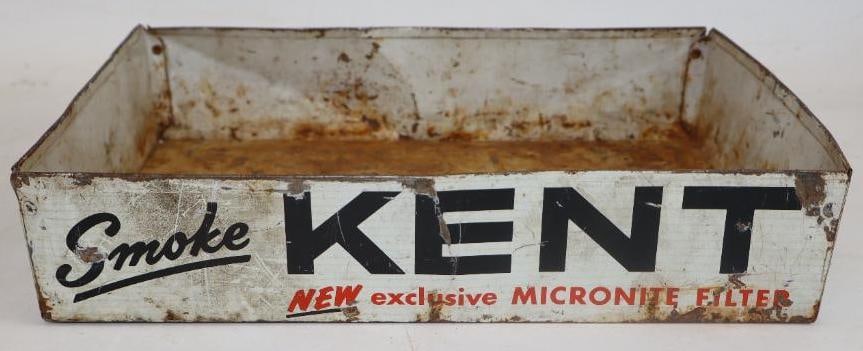 Smoke KENT
NEW exclusive MICRONITE FILTER